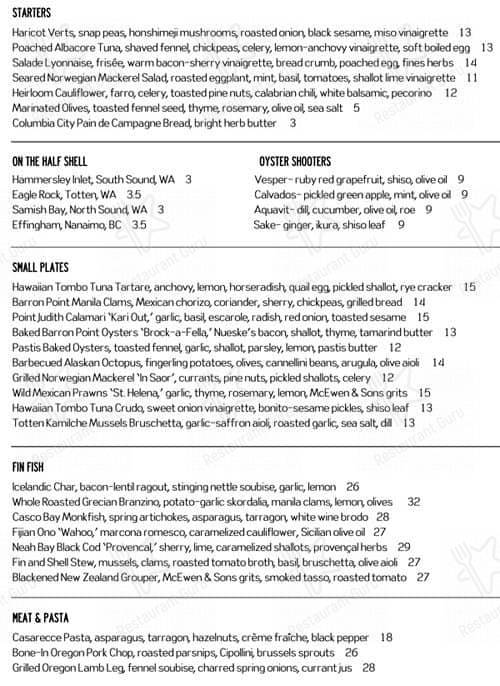 STARTERS
Haricot Verts, snap peas, honshimeji mushrooms, roasted onion, black sesame, miso vinaigrette 13
Poached Albacore Tuna, shaved fennel, chickpeas, celery, lemon-anchovy vinaigrette, soft boiled egg 13
Salade Lyonnaise, frisée, warm bacon-sherry vinaigrette, bread crumb, poached egg, fines herbs 14
Seared Norwegian Mackerel Salad, roasted eggplant, mint, basil, tomatoes, shallot lime vinaigrette 11
Heirloom Cauliflower, farro, celery, toasted pine nuts, calabrian chili, white balsamic, pecorino 12
Marinated Olives, toasted fennel seed, thyme, rosemary, olive oil, sea salt 5
Columbia City Pain de Campagne Bread, bright herb butter 3
ON THE HALF SHELL
Hammersley Inlet, South Sound, WA 3
Eagle Rock, Totten, WA 3.5
Samish Bay, North Sound, WA 3
Effingham, Nanaimo, BC 3.5
OYSTER SHOOTERS
Vesper- ruby red grapefruit, shiso, olive oil 9
Calvados- pickled green apple, mint, olive oil 9
Aquavit- dill, cucumber, olive oil, roe 9
Sake- ginger, ikura, shiso leaf 9
SMALL PLATES
Hawaiian Tombo Tuna Tartare, anchovy, lemon, horseradish, quail egg, pickled shallot, rye cracker 15
Barron Point Manila Clams, Mexican chorizo, coriander, sherry, chickpeas, grilled bread 14
Point Judith Calamari 'Kari Out,' garlic, basil, escarole, radish, red onion, toasted sesame 15
Baked Barron Point Oysters 'Brock-a-Fella,' Nueske's bacon, shallot, thyme, tamarind butter 13
Pastis Baked Oysters, toasted fennel, garlic, shallot, parsley, lemon, pastis butter 12
Barbecued Alaskan Octopus, fingerling potatoes, olives, cannellini beans, arugula, olive aioli 14
Grilled Norwegian Mackerel 'In Saor', currants, pine nuts, pickled shallots, celery 12
Wild Mexican Prawns 'St. Helena,' garlic, thyme, rosemary, lemon, McEwen & Sons grits 15
Hawaiian Tombo Tuna Crudo, sweet onion vinaigrette, bonito-sesame pickles, shiso leaf 13
Totten Kamilche Mussels Bruschetta, garlic-saffron aioli, roasted garlic, sea salt, dill 13
FIN FISH
Icelandic Char, bacon-lentil ragout, stinging nettle soubise, garlic, lemon 26
Whole Roasted Grecian Branzino, potato-garlic skordalia, manila clams, lemon, olives 32
Casco Bay Monkfish, spring artichokes, asparagus, tarragon, white wine brodo 28
Fijian Ono 'Wahoo,' marcona romesco, caramelized cauliflower, Sicilian olive oil 27
Neah Bay Black Cod 'Provencal,' sherry, lime, caramelized shallots, provençal herbs 29
Fin and Shell Stew, mussels, clams, roasted tomato broth, basil, bruschetta, olive aioli 27
Blackened New Zealand Grouper, McEwen & Sons grits, smoked tasso, roasted tomato 27
MEAT & PASTA
Casarecce Pasta, asparagus, tarragon, hazelnuts, crème fraîche, black pepper 18
Bone-In Oregon Pork Chop, roasted parsnips, Cipollini, brussels sprouts 26
Grilled Oregon Lamb Leg, fennel soubise, charred spring onions, currant jus 28
Restaurant Guru